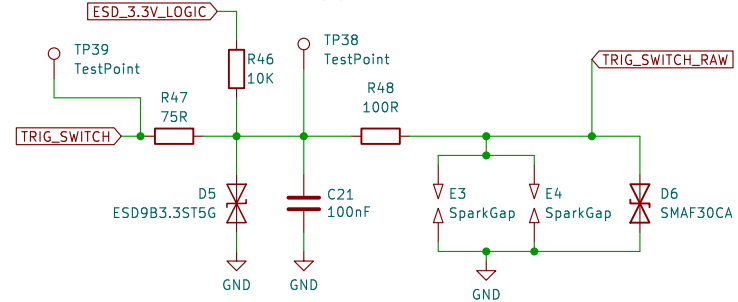 ESD_3.3V_LOGIC
TP39
TestPoint
R46
10K
TP38
TestPoint
TRIG_SWITCH_RAW
R47
75R
R48
100R
TRIG_SWITCH
D5
ESD9B3.3ST5G
C21
100nF
E3
SparkGap
E4
SparkGap
D6
SMAF30CA
GND
GND
GND